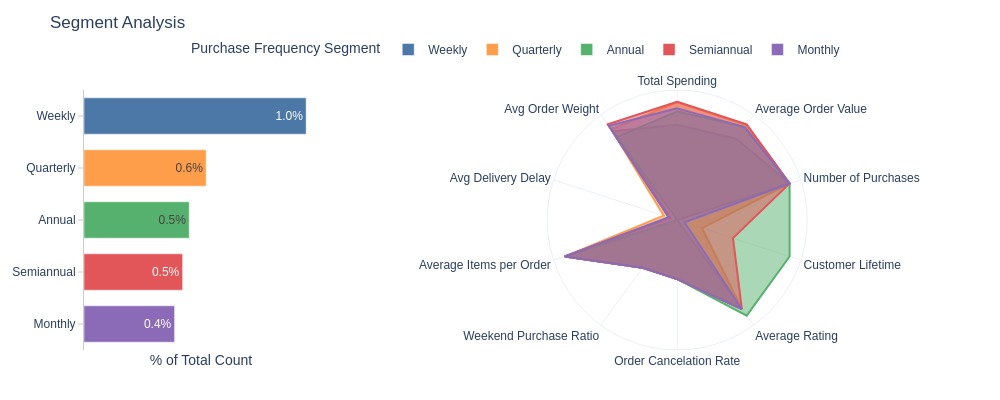 Segment Analysis
Purchase Frequency Segment Weekly Quarterly Annual Semiannual Monthly
Weekly 1.0%
Quarterly 0.6%
Annual 0.5%
Semiannual 0.5%
Monthly 0.4%
% of Total Count
Total Spending
Avg Order Weight
Average Order Value
Avg Delivery Delay
Number of Purchases
Average Items per Order
Customer Lifetime
Weekend Purchase Ratio
Average Rating
Order Cancelation Rate